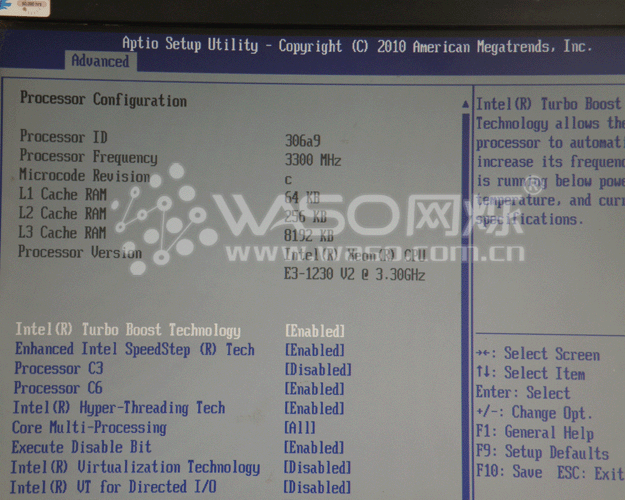 Aptio Setup Utility - Copyright (C) 2010 American Megatrends, Inc.
Advanced
Processor Configuration
Processor ID 306a9
Processor Frequency 3300 MHz
Microcode Revision c
L1 Cache RAM 64 KB
L2 Cache RAM 256 KB
L3 Cache RAM 8192 KB
Processor Version Intel(R) Xeon(R) CPU
E3-1230 V2 @ 3.30GHz
Intel(R) Turbo Boost Technology [Enabled]
Enhanced Intel SpeedStep (R) Tech [Enabled]
Processor C3 [Disabled]
Processor C6 [Enabled]
Intel(R) Hyper-Threading Tech [Enabled]
Core Multi-Processing [All]
Execute Disable Bit [Enabled]
Intel(R) Virtualization Technology [Disabled]
Intel(R) VT for Directed I/O [Disabled]
Intel(R) Turbo Boost
Technology allows the
processor to automati
increase its frequenc
is running below powe
temperature, and curr
specifications.
→←: Select Screen
↑↓: Select Item
Enter: Select
+/-: Change Opt.
F1: General Help
F9: Setup Defaults
F10: Save ESC: Exit
WASO网烁®
www.waso.com.cn